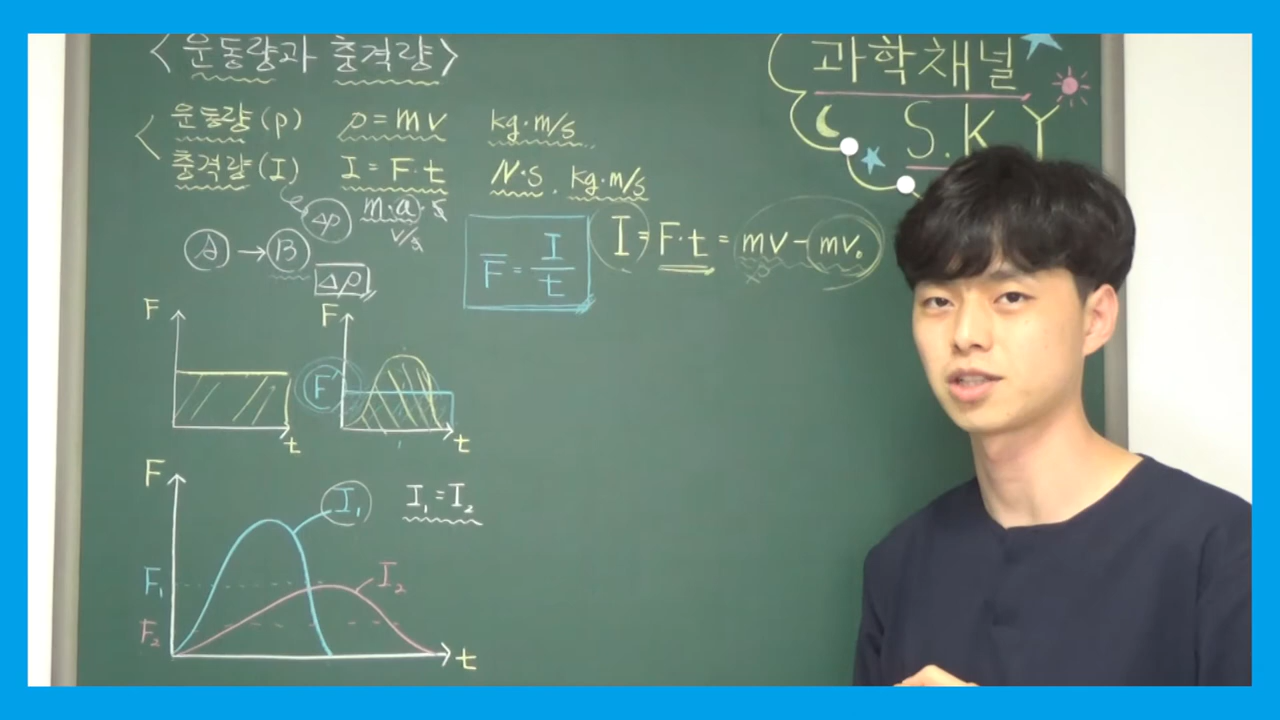 <운동량과 충격량>
과학채널
S.K Y
운동량(p) p=mv kg·m/s
충격량(I) I=F·t N·S, kg·m/s
Δp m·a·s
v/s
A → B
Δp
F̅ = I/t
I = F·t = mv - mv₀
F
t
F
F
t
F
I₁
I₁=I₂
F₁
I₂
F₂
t